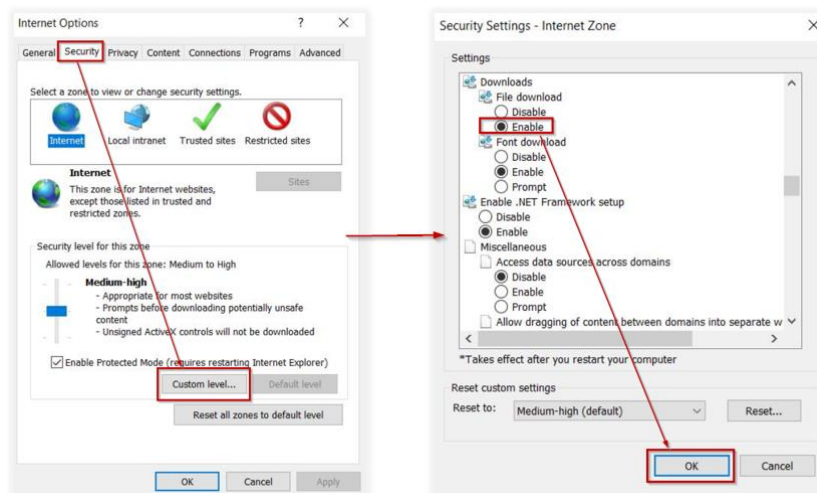 Internet Options
General Security Privacy Content Connections Programs Advanced
Select a zone to view or change security settings.
Internet Local intranet Trusted sites Restricted sites
Internet
This zone is for Internet websites,
except those listed in trusted and
restricted zones.
Sites
Security level for this zone
Allowed levels for this zone: Medium to High
Medium-high
- Appropriate for most websites
- Prompts before downloading potentially unsafe
content
- Unsigned ActiveX controls will not be downloaded
Enable Protected Mode (requires restarting Internet Explorer)
Custom level... Default level
Reset all zones to default level
OK Cancel Apply
Security Settings - Internet Zone
Settings
Downloads
File download
Disable
Enable
Font download
Disable
Enable
Prompt
Enable .NET Framework setup
Disable
Enable
Miscellaneous
Access data sources across domains
Disable
Enable
Prompt
Allow dragging of content between domains into separate w
*Takes effect after you restart your computer
Reset custom settings
Reset to: Medium-high (default) Reset...
OK Cancel